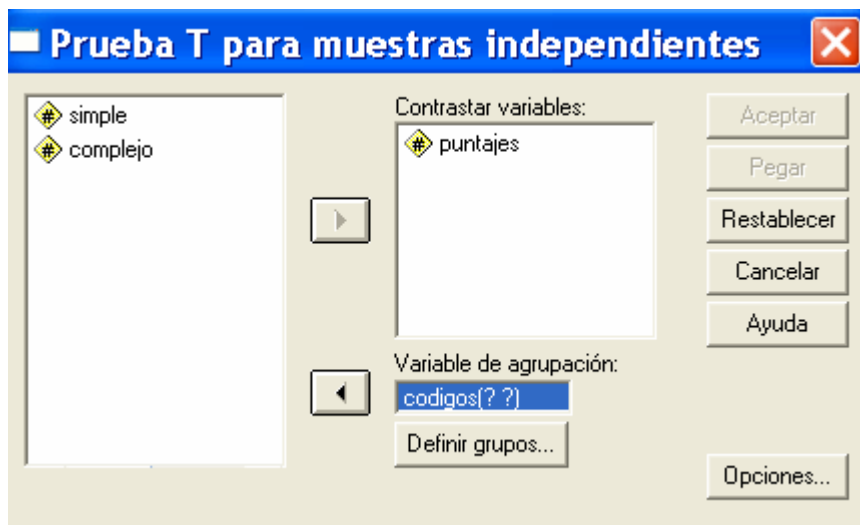 Prueba T para muestras independientes
simple
complejo
Contrastar variables:
puntajes
Variable de agrupación:
codigos(? ?)
Definir grupos...
Aceptar
Pegar
Restablecer
Cancelar
Ayuda
Opciones...